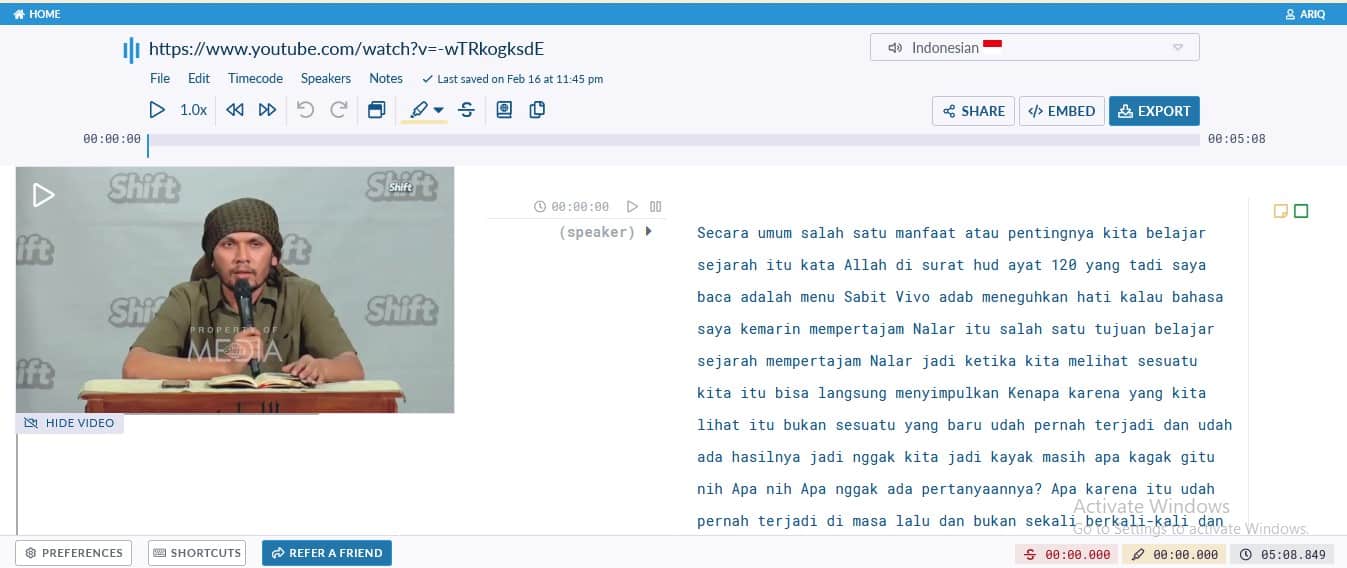 HOME
ARIQ
https://www.youtube.com/watch?v=-wTRkogksdE
Indonesian
File Edit Timecode Speakers Notes Last saved on Feb 16 at 11:45 pm
1.0x
SHARE EMBED EXPORT
00:00:00
00:05:08
Shift
Shift
Shift
ift
ift
Shi
Shift
ift
PROPERTY OF
MEDIA
HIDE VIDEO
00:00:00
(speaker)
Secara umum salah satu manfaat atau pentingnya kita belajar
sejarah itu kata Allah di surat hud ayat 120 yang tadi saya
baca adalah menu Sabit Vivo adab meneguhkan hati kalau bahasa
saya kemarin mempertajam Nalar itu salah satu tujuan belajar
sejarah mempertajam Nalar jadi ketika kita melihat sesuatu
kita itu bisa langsung menyimpulkan Kenapa karena yang kita
lihat itu bukan sesuatu yang baru udah pernah terjadi dan udah
ada hasilnya jadi nggak kita jadi kayak masih apa kagak gitu
nih Apa nih Apa nggak ada pertanyaannya? Apa karena itu udah
pernah terjadi di masa lalu dan bukan sekali berkali-kali dan
Activate Windows
Go to Settings to activate Windows.
PREFERENCES SHORTCUTS REFER A FRIEND
00:00.000 00:00.000 05:08.849